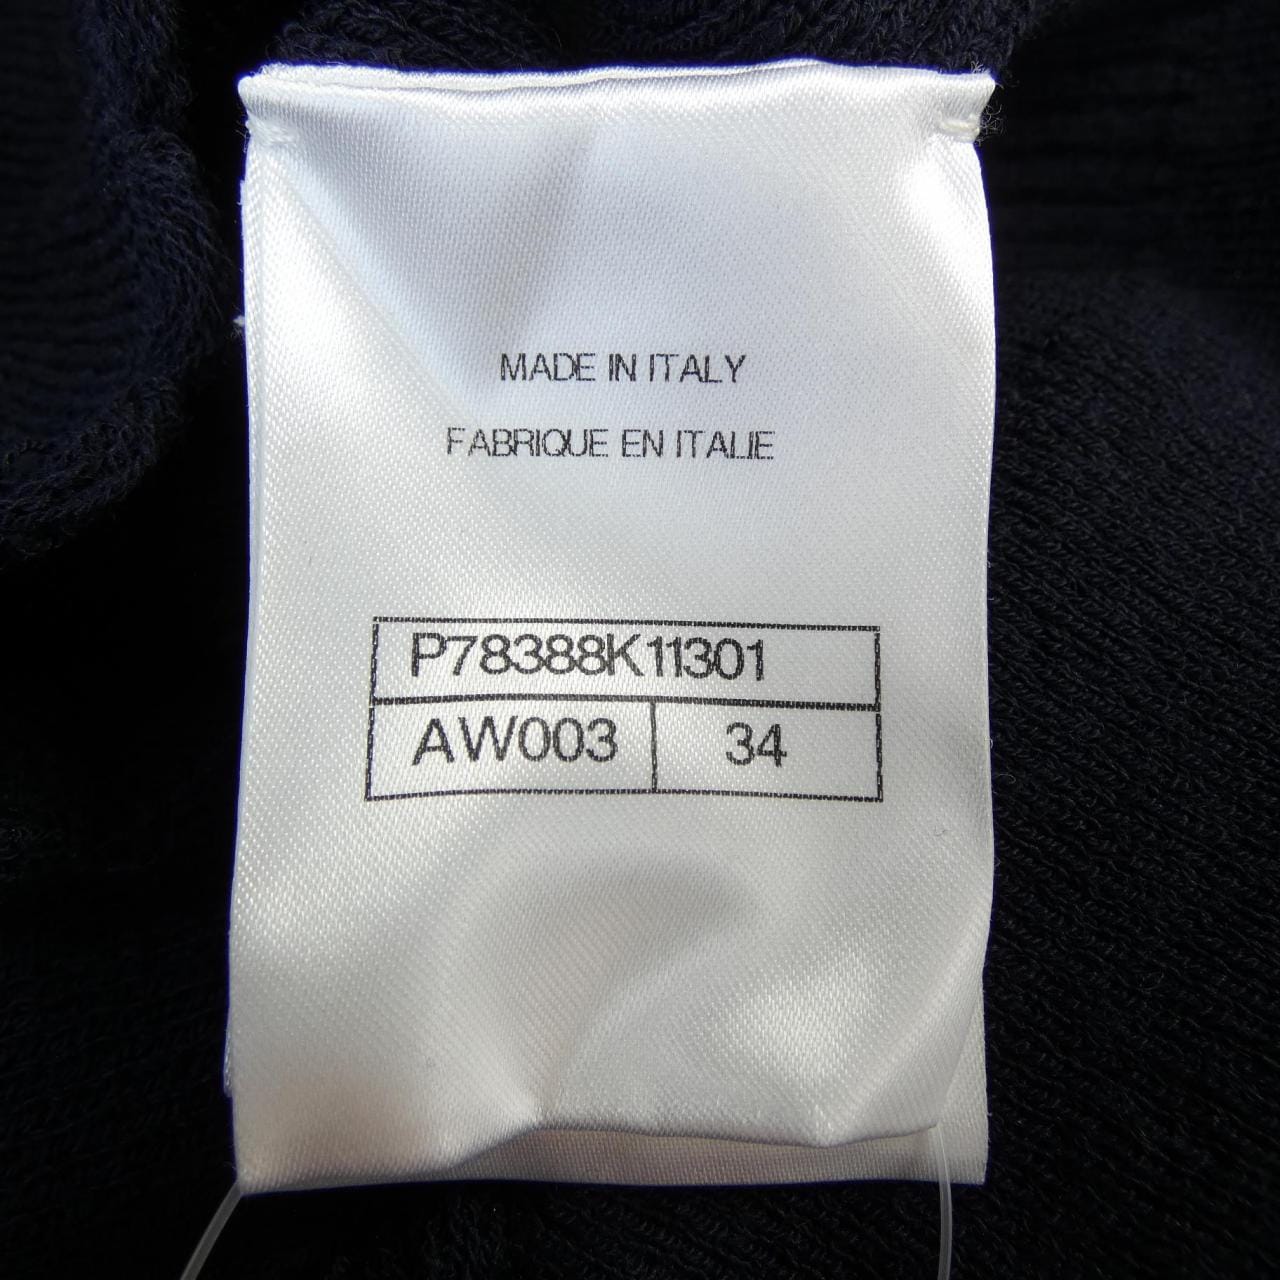 MADE IN ITALY
FABRIQUE EN ITALIE
P78388K11301
AW003 34